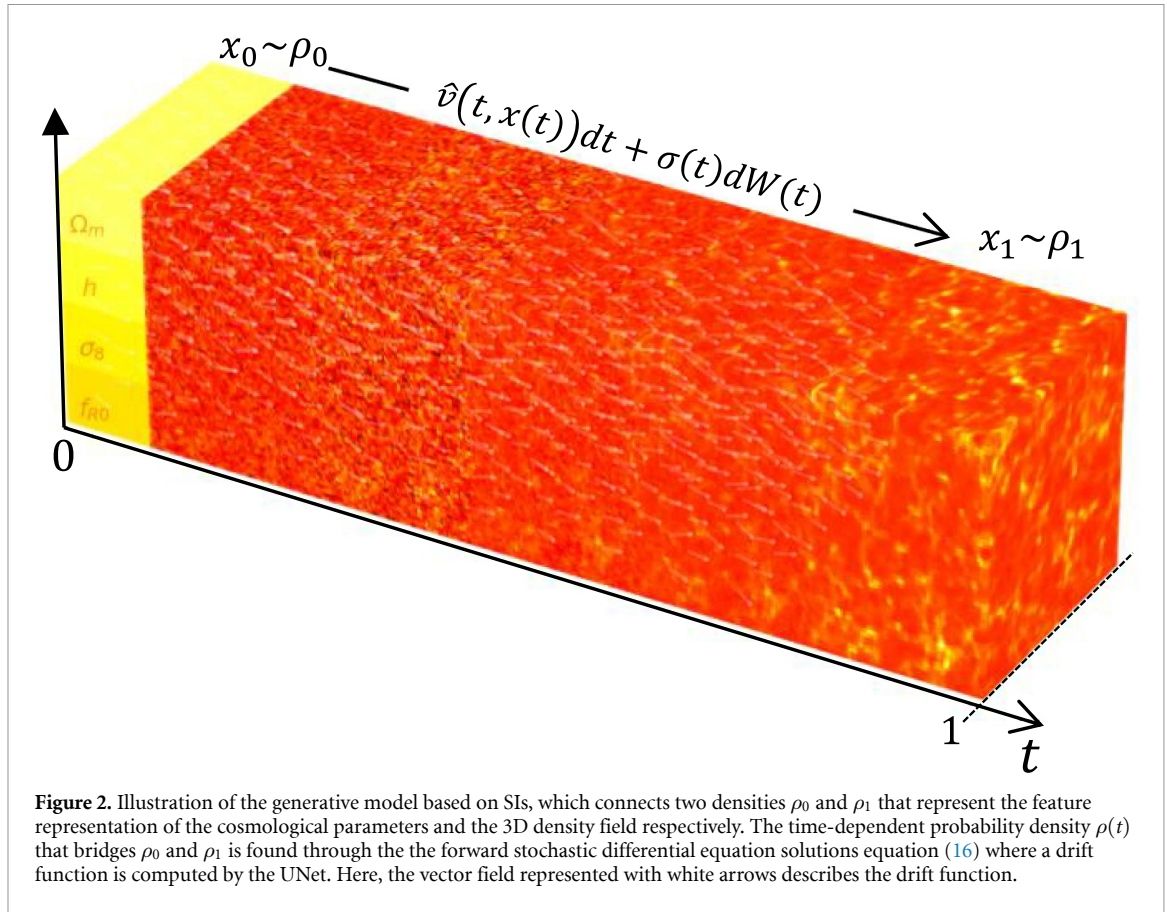 x₀~ρ₀
v̂(t, x(t))dt + σ(t)dW(t)
x₁~ρ₁
Ωₘ
h
σ₈
f_R0
0
1
t
Figure 2. Illustration of the generative model based on SIs, which connects two densities ρ₀ and ρ₁ that represent the feature
representation of the cosmological parameters and the 3D density field respectively. The time-dependent probability density ρ(t)
that bridges ρ₀ and ρ₁ is found through the the forward stochastic differential equation solutions equation (16) where a drift
function is computed by the UNet. Here, the vector field represented with white arrows describes the drift function.